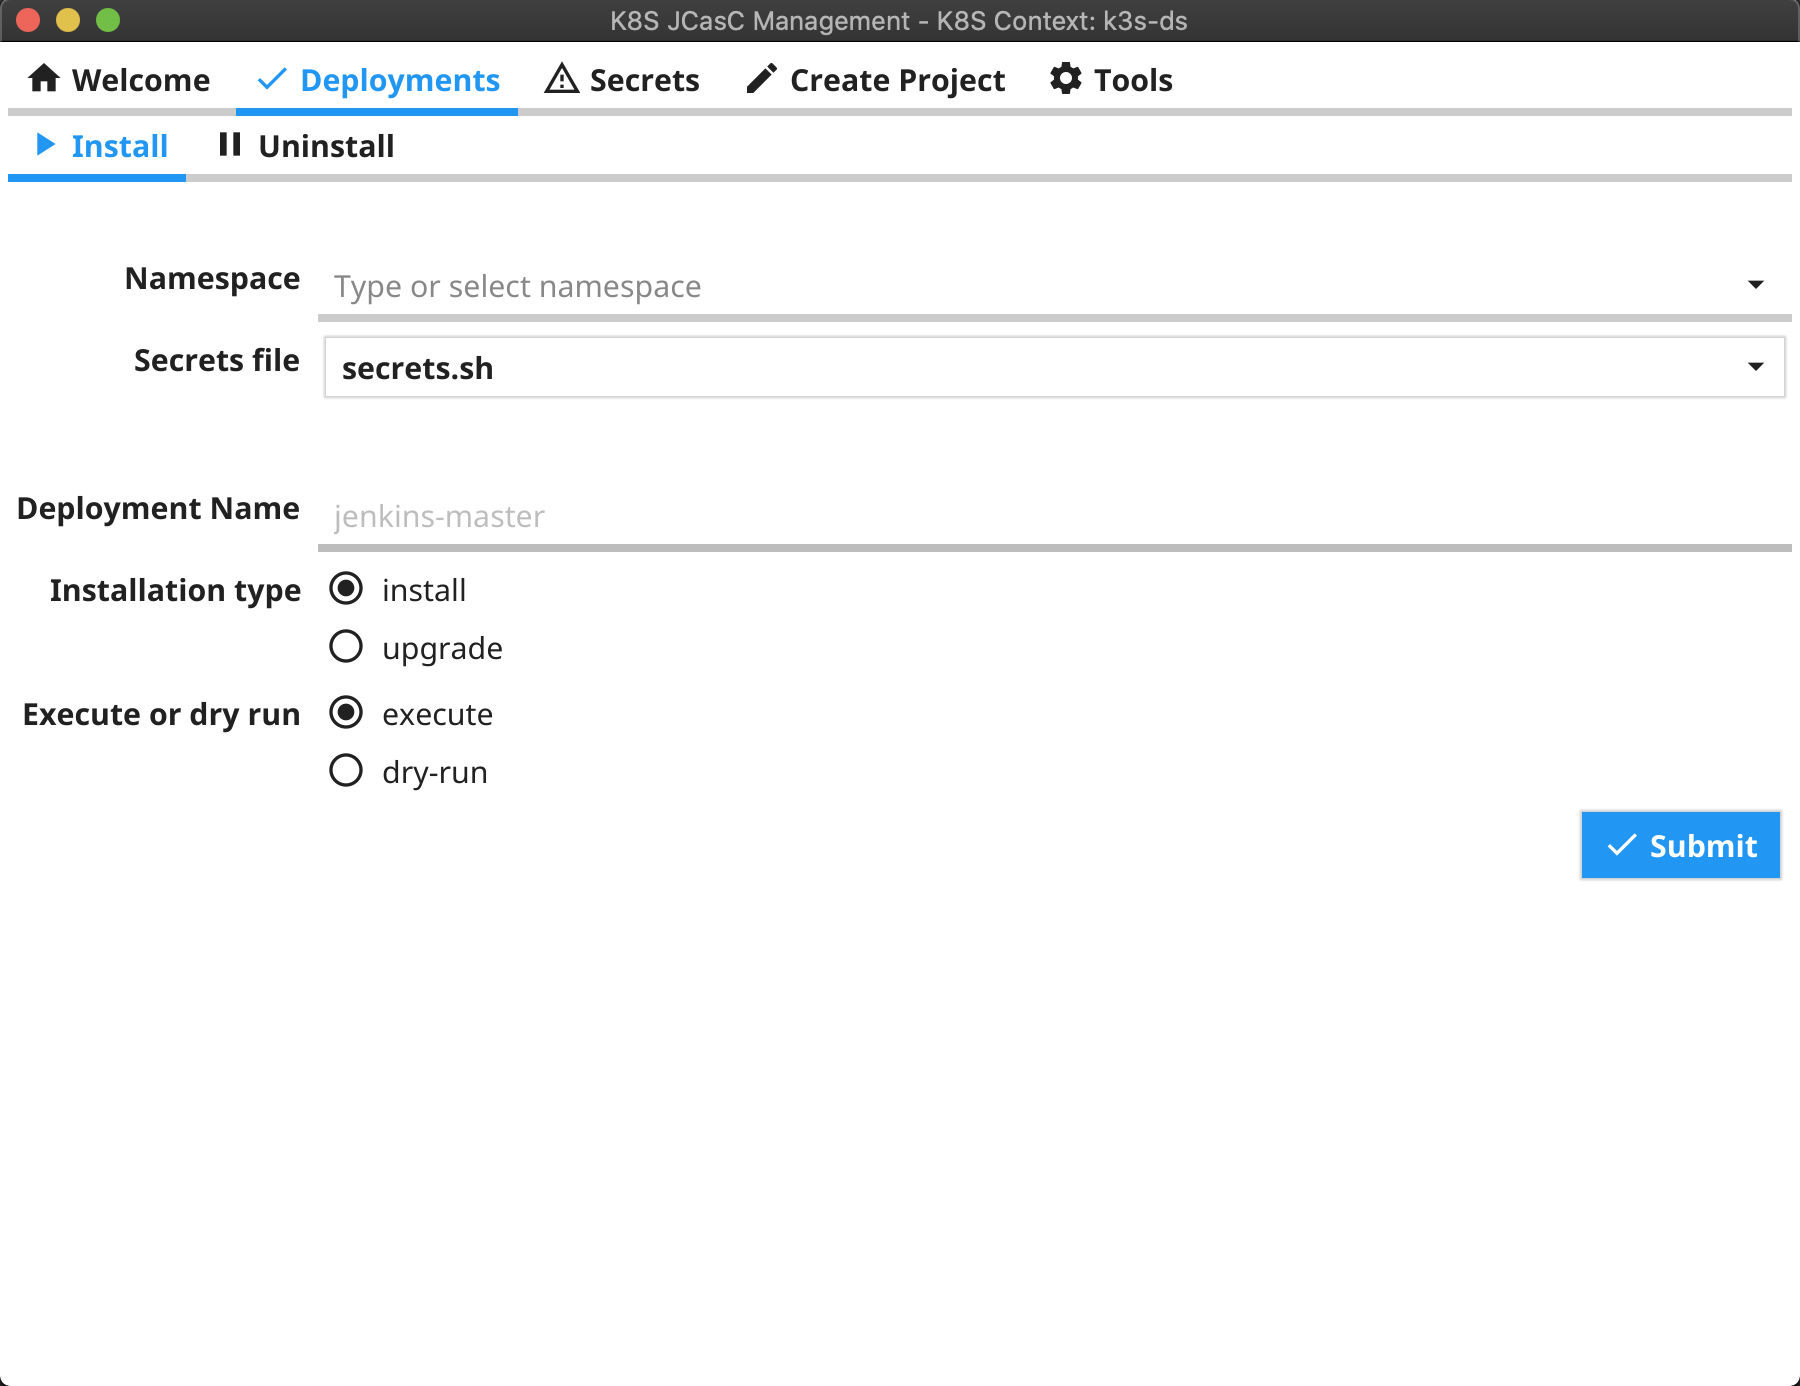 K8S JCasC Management - K8S Context: k3s-ds
Welcome Deployments Secrets Create Project Tools
Install Uninstall
Namespace Type or select namespace
Secrets file secrets.sh
Deployment Name jenkins-master
Installation type install
upgrade
Execute or dry run execute
dry-run
Submit